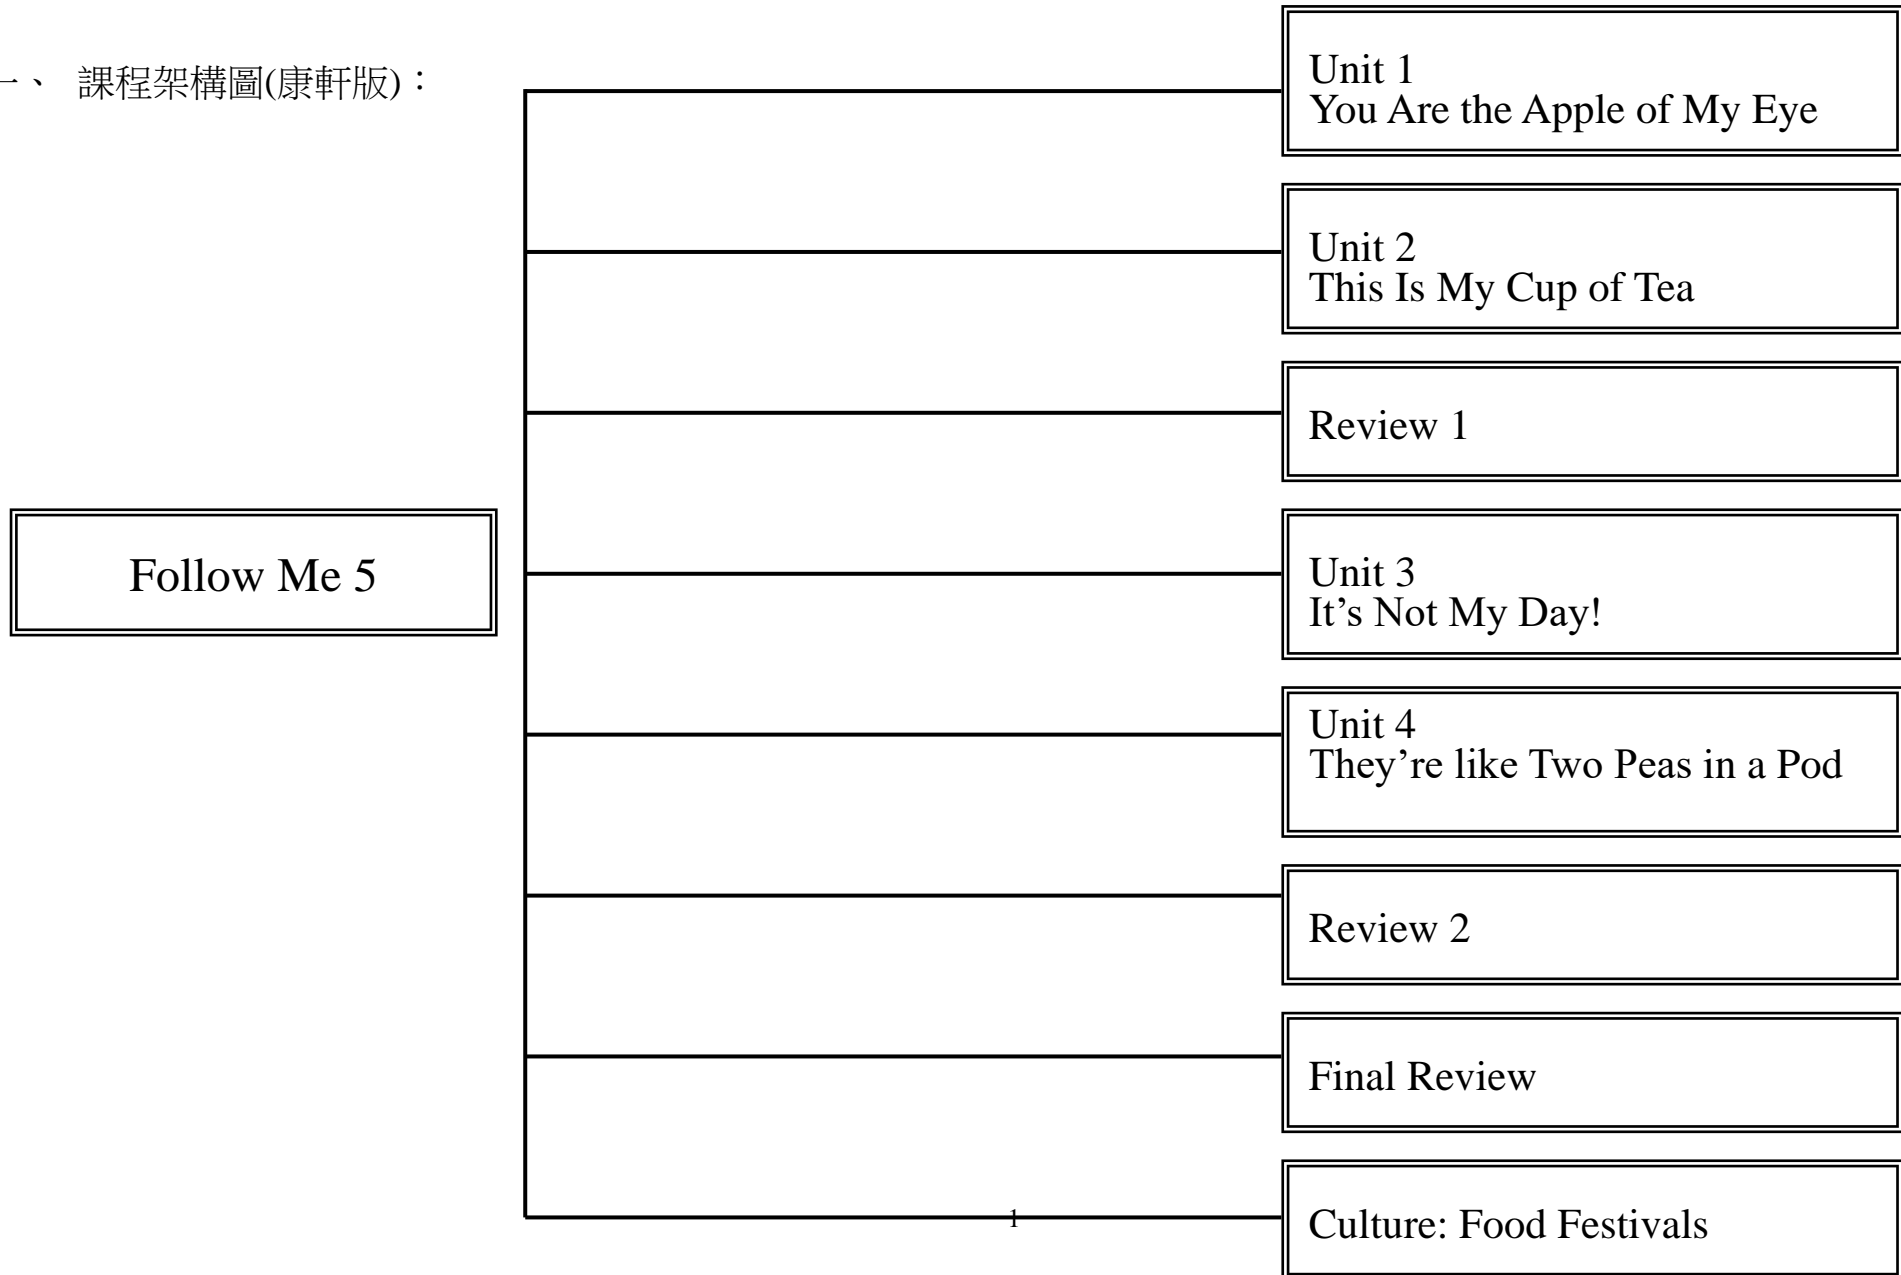 一、 課程架構圖(康軒版)：
Unit 1
You Are the Apple of My Eye
Unit 2
This Is My Cup of Tea
Review 1
Follow Me 5
Unit 3
It’s Not My Day!
Unit 4
They’re like Two Peas in a Pod
Review 2
Final Review
Culture: Food Festivals
1